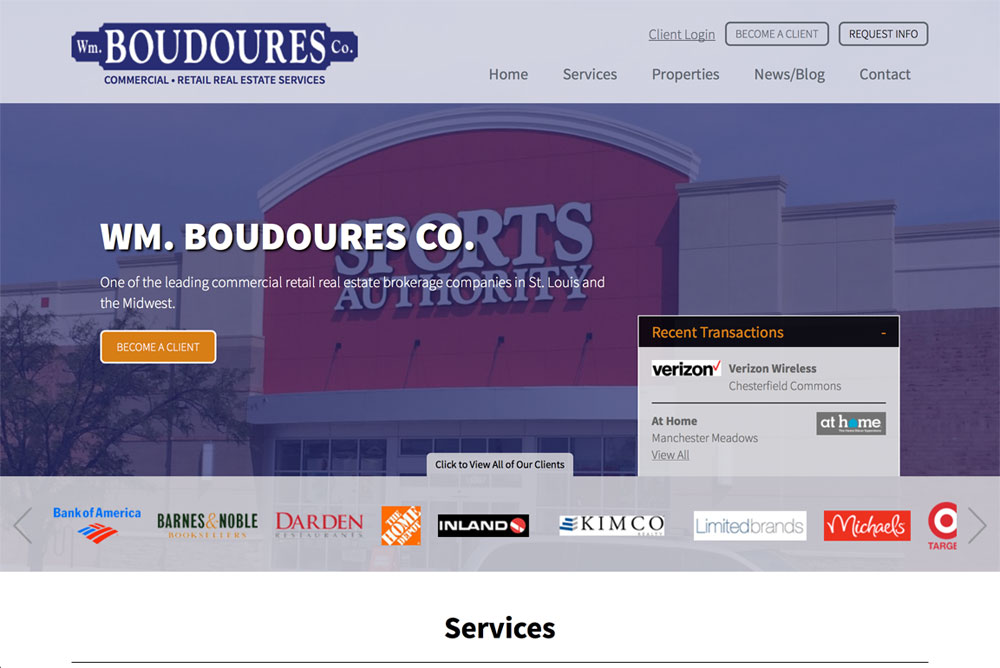 Wm. BOUDOURES Co.
COMMERCIAL • RETAIL REAL ESTATE SERVICES
Client Login
BECOME A CLIENT
REQUEST INFO
Home
Services
Properties
News/Blog
Contact
SPORTS
AUTHORITY
WM. BOUDOURES CO.
One of the leading commercial retail real estate brokerage companies in St. Louis and
the Midwest.
BECOME A CLIENT
Recent Transactions -
verizon
Verizon Wireless
Chesterfield Commons
At Home
Manchester Meadows
View All
at home
Click to View All of Our Clients
Bank of America
BARNES & NOBLE
BOOKSELLERS
DARDEN
RESTAURANTS
THE
HOME
DEPOT
INLAND
KIMCO
REALTY
Limitedbrands
Michaels
TARGE
Services